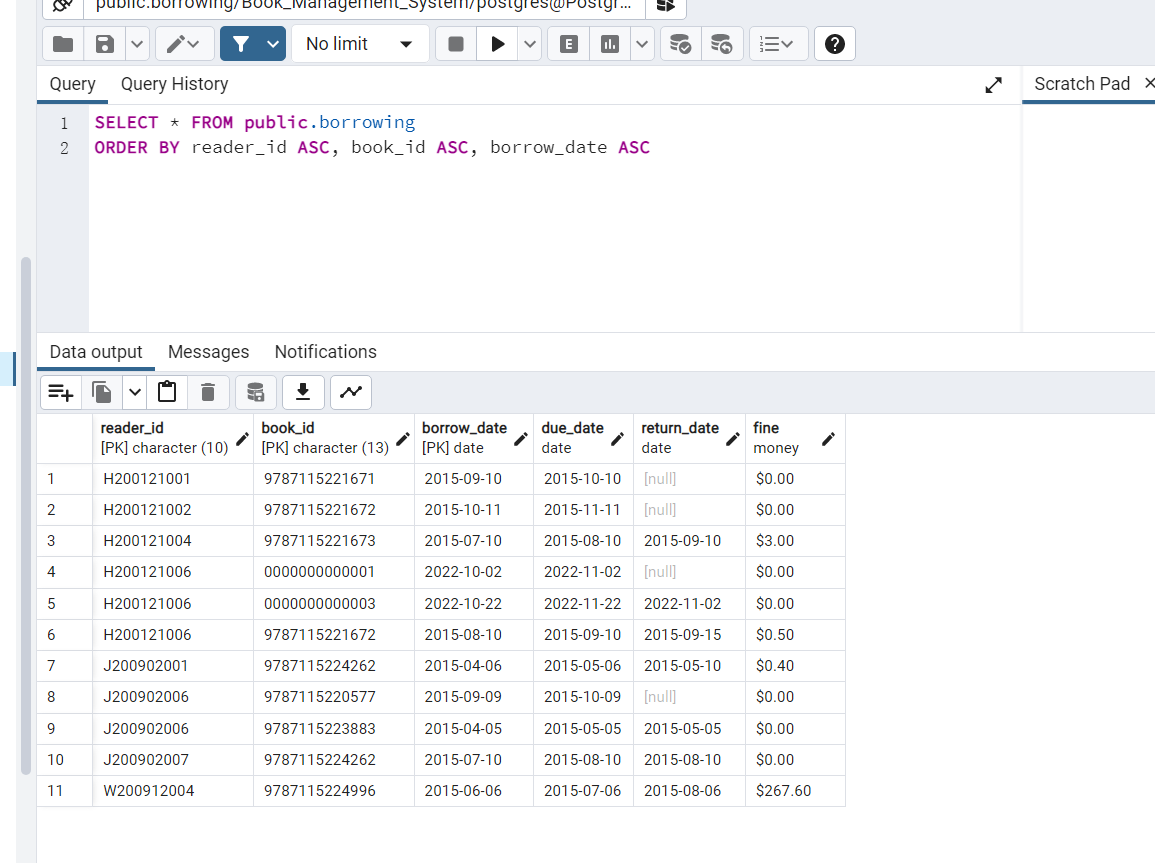 public.borrowing/Book_Management_System/postgres@Postgr...
No limit
E
Query Query History Scratch Pad
1 SELECT * FROM public.borrowing
2 ORDER BY reader_id ASC, book_id ASC, borrow_date ASC
Data output Messages Notifications
reader_id book_id borrow_date due_date return_date fine
[PK] character (10) [PK] character (13) [PK] date date date money
1 H200121001 9787115221671 2015-09-10 2015-10-10 [null] $0.00
2 H200121002 9787115221672 2015-10-11 2015-11-11 [null] $0.00
3 H200121004 9787115221673 2015-07-10 2015-08-10 2015-09-10 $3.00
4 H200121006 0000000000001 2022-10-02 2022-11-02 [null] $0.00
5 H200121006 0000000000003 2022-10-22 2022-11-22 2022-11-02 $0.00
6 H200121006 9787115221672 2015-08-10 2015-09-10 2015-09-15 $0.50
7 J200902001 9787115224262 2015-04-06 2015-05-06 2015-05-10 $0.40
8 J200902006 9787115220577 2015-09-09 2015-10-09 [null] $0.00
9 J200902006 9787115223883 2015-04-05 2015-05-05 2015-05-05 $0.00
10 J200902007 9787115224262 2015-07-10 2015-08-10 2015-08-10 $0.00
11 W200912004 9787115224996 2015-06-06 2015-07-06 2015-08-06 $267.60